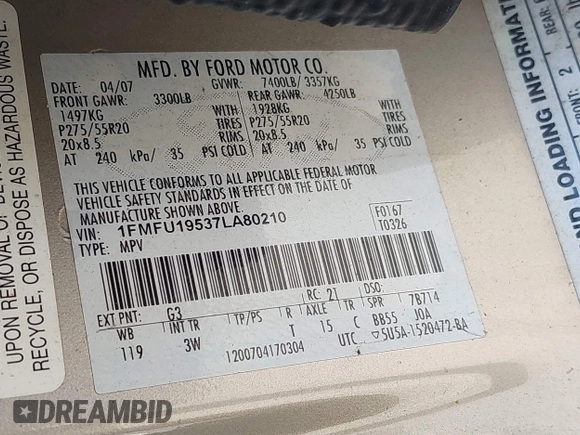 MFD. BY FORD MOTOR CO.
DATE: 04/07 GVWR: 7400LB/ 3357KG
FRONT GAWR: 3300LB REAR GAWR: 4250LB
1497KG 1928KG
P275/55R20 TIRES P275/55R20 TIRES
20x8.5 RIMS 20x8.5 RIMS
AT 240 kPa/ 35 PSI COLD AT 240 kPa/ 35 PSI COLD
THIS VEHICLE CONFORMS TO ALL APPLICABLE FEDERAL MOTOR
VEHICLE SAFETY STANDARDS IN EFFECT ON THE DATE OF
MANUFACTURE SHOWN ABOVE.
VIN: 1FMFU19537LA80210
TYPE: MPV
F0167
T0326
EXT PNT: G3 RC: 21 DSO:
WB INT TR TP/PS R AXLE TR SPR 7B714
119 3W T 15 C BB55 JOA
1200704170304 UTC ▽5U5A-1520472-BA
UPON REMOVAL OF
RECYCLE, OR DISPOSE AS HAZARDOUS WASTE.
ND LOADING INFORMATI
REAR:
2
DREAMBID